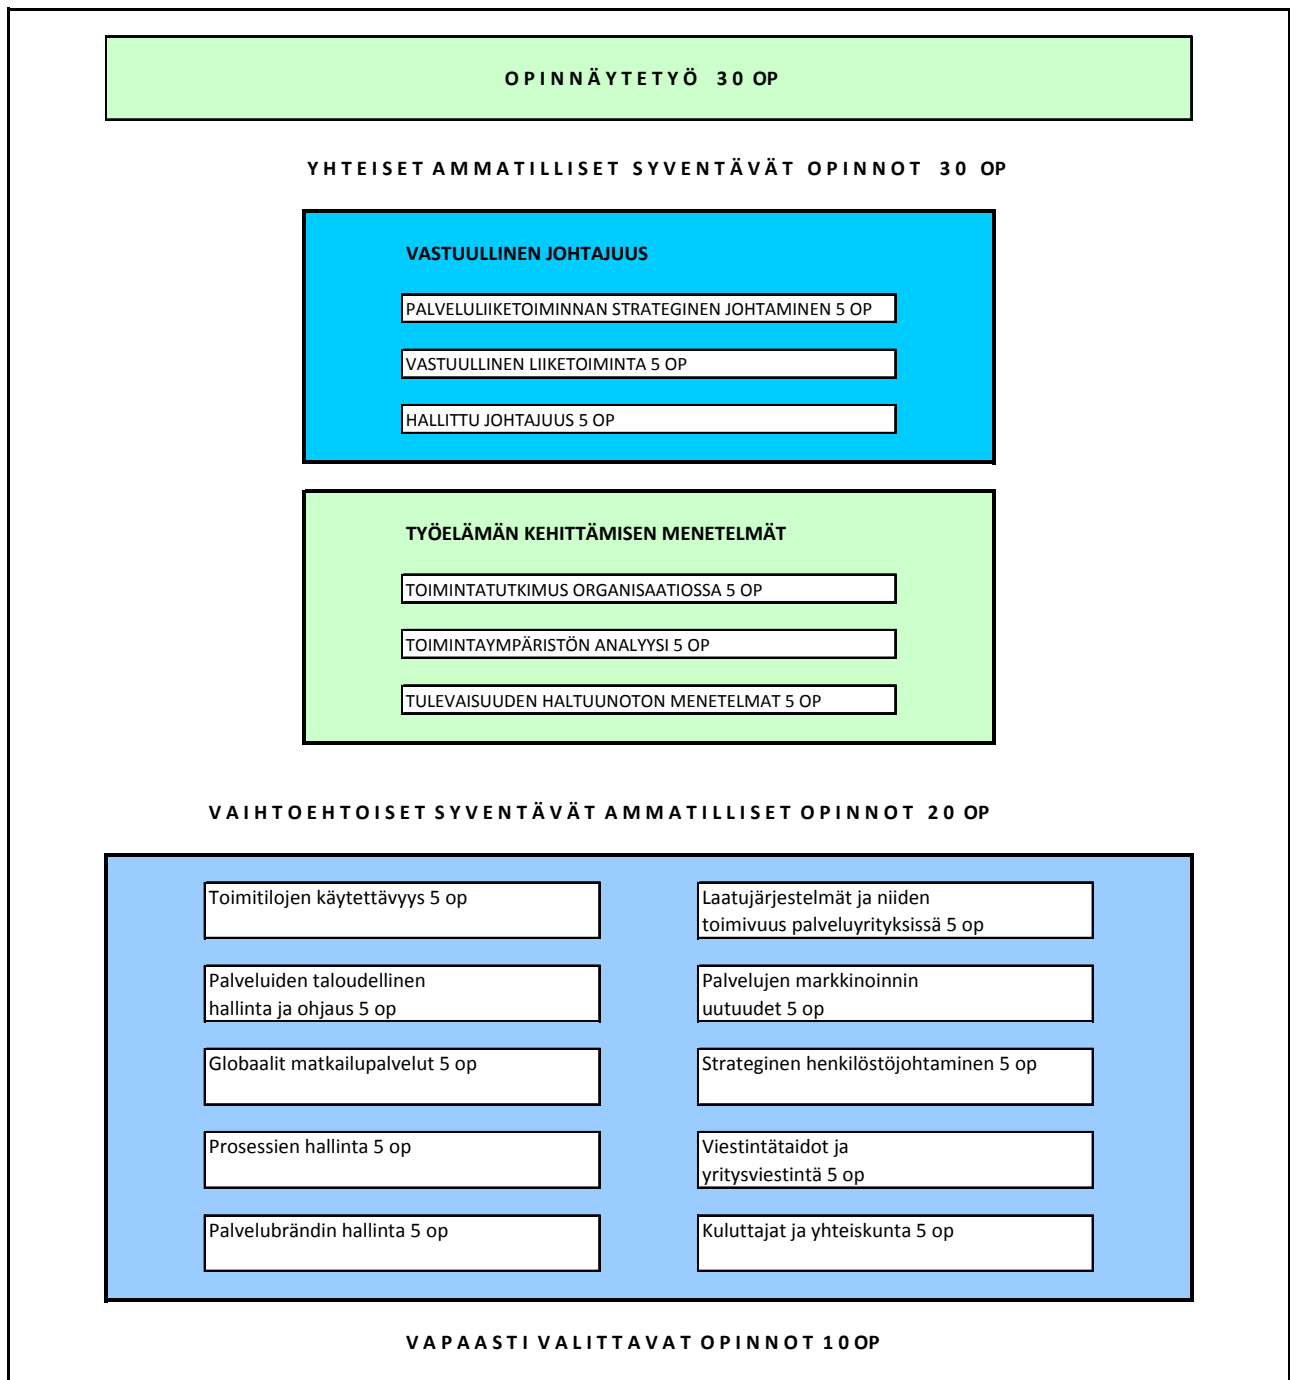 OPINNÄYTETYÖ 30 OP
YHTEISET AMMATILLISET SYVENTÄVÄT OPINNOT 30 OP
VASTUULLINEN JOHTAJUUS
PALVELULIIKETOIMINNAN STRATEGINEN JOHTAMINEN 5 OP
VASTUULLINEN LIIKETOIMINTA 5 OP
HALLITTU JOHTAJUUS 5 OP
TYÖELÄMÄN KEHITTÄMISEN MENETELMÄT
TOIMINTATUTKIMUS ORGANISAATIOSSA 5 OP
TOIMINTAYMPÄRISTÖN ANALYYSI 5 OP
TULEVAISUUDEN HALTUUNOTON MENETELMAT 5 OP
VAIHTOEHTOISET SYVENTÄVÄT AMMATILLISET OPINNOT 20 OP
Toimitilojen käytettävyys 5 op
Laatujärjestelmät ja niiden
toimivuus palveluyrityksissä 5 op
Palveluiden taloudellinen
hallinta ja ohjaus 5 op
Palvelujen markkinoinnin
uutuudet 5 op
Globaalit matkailupalvelut 5 op
Strateginen henkilöstöjohtaminen 5 op
Prosessien hallinta 5 op
Viestintätaidot ja
yritysviestintä 5 op
Palvelubrändin hallinta 5 op
Kuluttajat ja yhteiskunta 5 op
VAPAASTI VALITTAVAT OPINNOT 10 OP